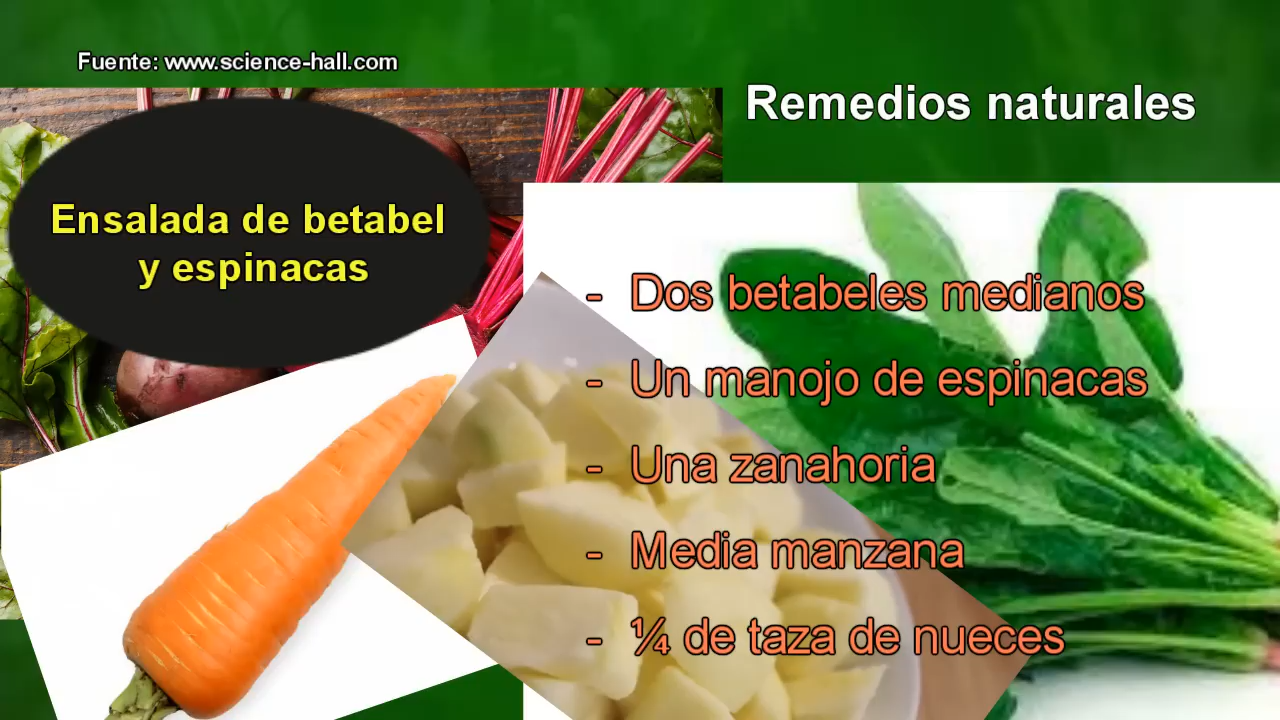 Fuente: www.science-hall.com
Remedios naturales
Ensalada de betabel
y espinacas
- Dos betabeles medianos
- Un manojo de espinacas
- Una zanahoria
- Media manzana
- ¼ de taza de nueces